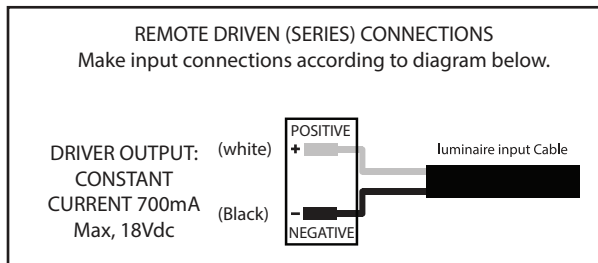 REMOTE DRIVEN (SERIES) CONNECTIONS
Make input connections according to diagram below.
DRIVER OUTPUT:
CONSTANT
CURRENT 700mA
Max, 18Vdc
(white)
(Black)
POSITIVE
+
-
NEGATIVE
luminaire input Cable